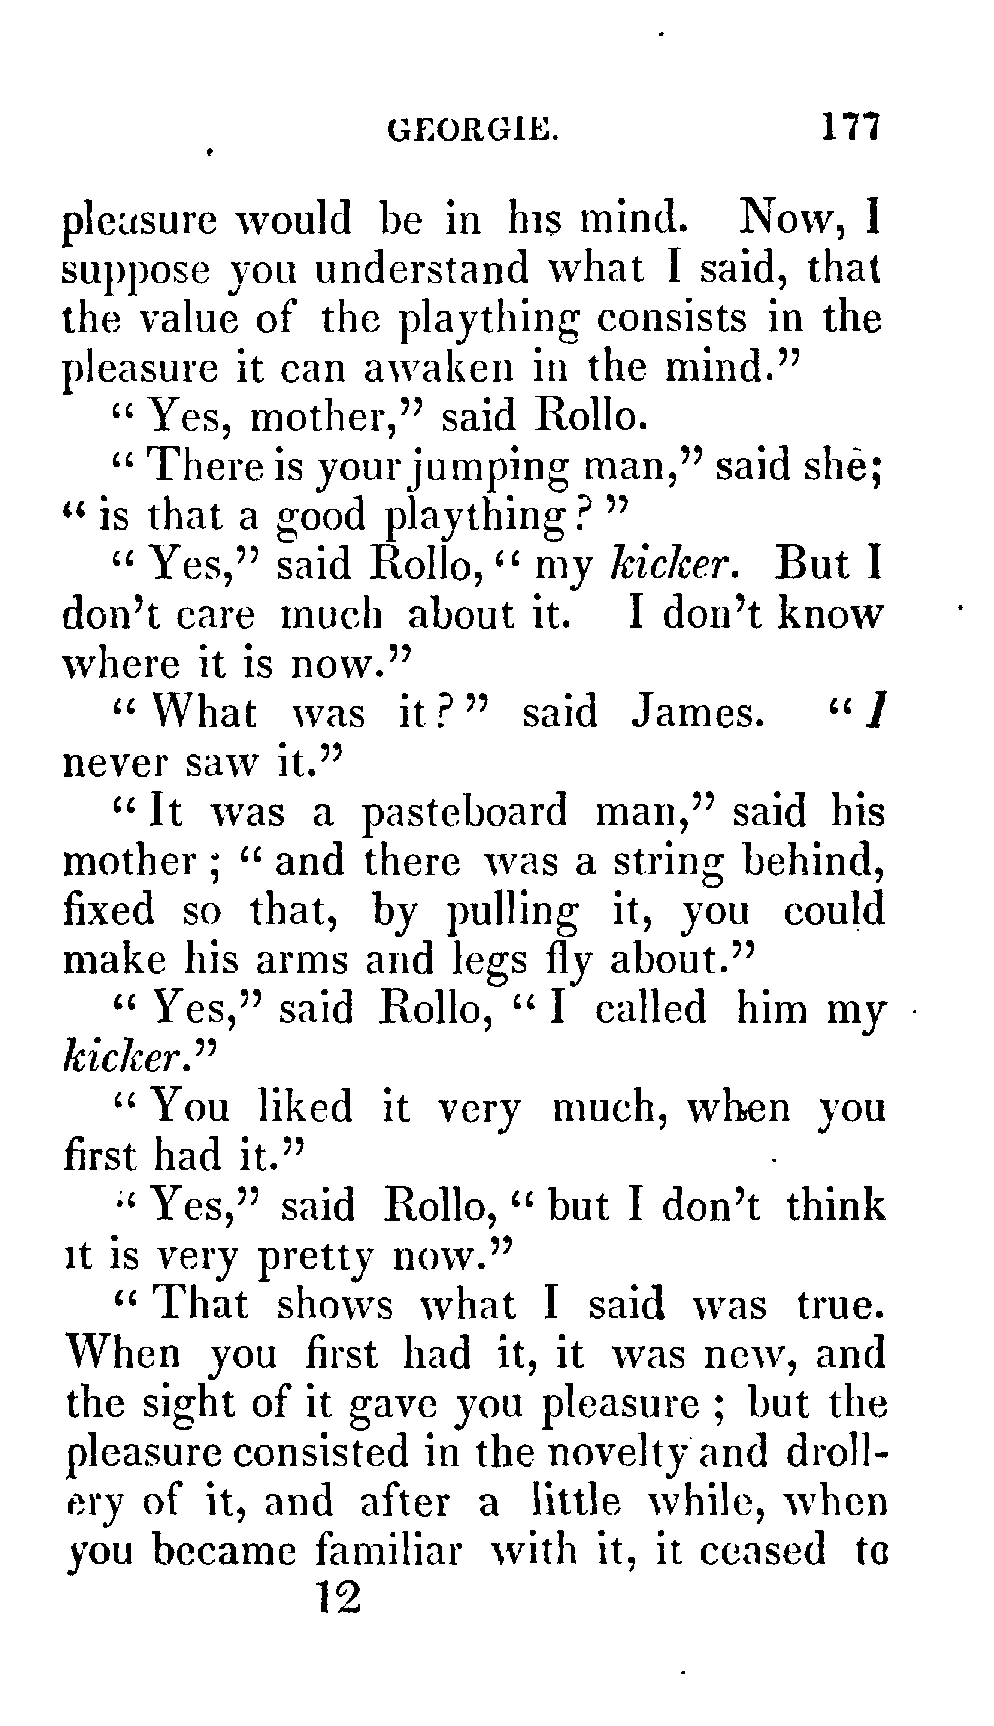 GEORGIE. 177
pleasure would be in his mind. Now, I
suppose you understand what I said, that
the value of the plaything consists in the
pleasure it can awaken in the mind."
"Yes, mother," said Rollo.
"There is your jumping man," said she;
"is that a good plaything?"
"Yes," said Rollo, "my kicker. But I
don't care much about it. I don't know
where it is now."
"What was it?" said James. "I
never saw it."
"It was a pasteboard man," said his
mother; "and there was a string behind,
fixed so that, by pulling it, you could
make his arms and legs fly about."
"Yes," said Rollo, "I called him my
kicker."
"You liked it very much, when you
first had it."
"Yes," said Rollo, "but I don't think
it is very pretty now."
"That shows what I said was true.
When you first had it, it was new, and
the sight of it gave you pleasure; but the
pleasure consisted in the novelty and droll-
ery of it, and after a little while, when
you became familiar with it, it ceased to
12